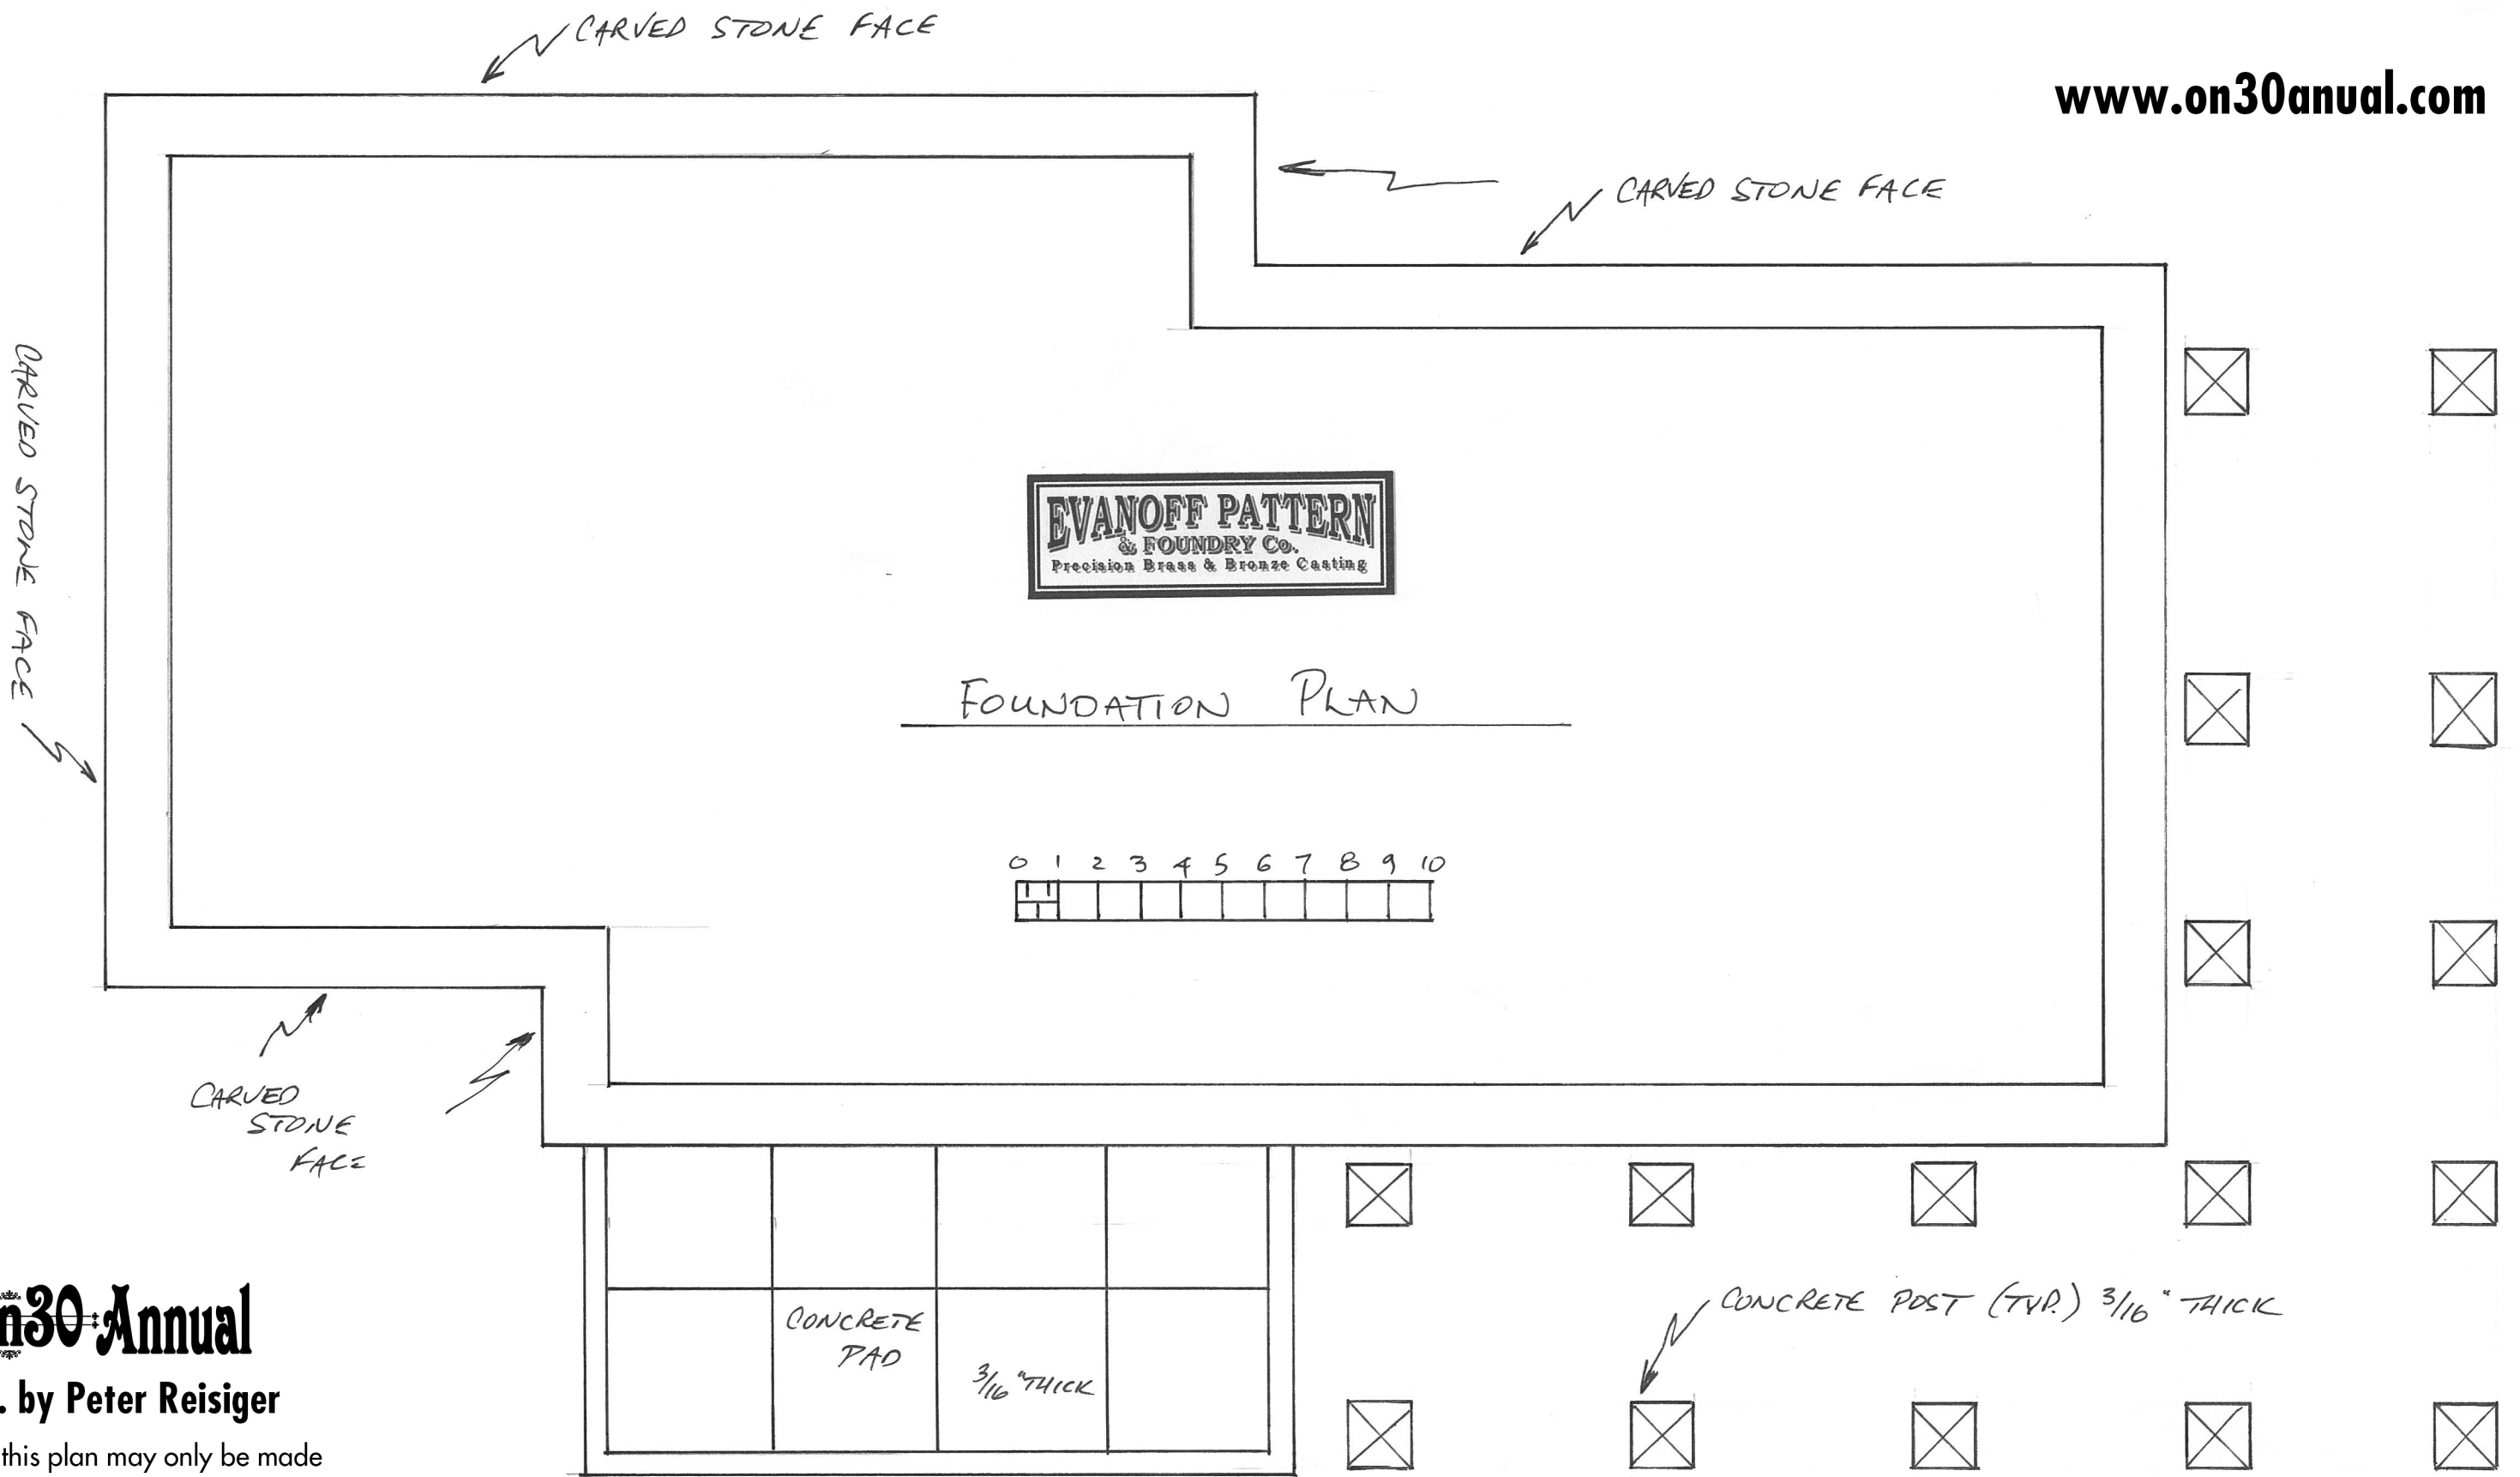 CARVED STONE FACE
www.on30anual.com
CARVED STONE FACE
CARVED STONE FACE
EVANOFF PATTERN
& FOUNDRY Co.
Precision Brass & Bronze Casting
FOUNDATION PLAN
0 1 2 3 4 5 6 7 8 9 10
CARVED
STONE
FACE
n30 Annual
. by Peter Reisiger
this plan may only be made
CONCRETE
PAD
3/16" THICK
CONCRETE POST (TYP.) 3/16" THICK